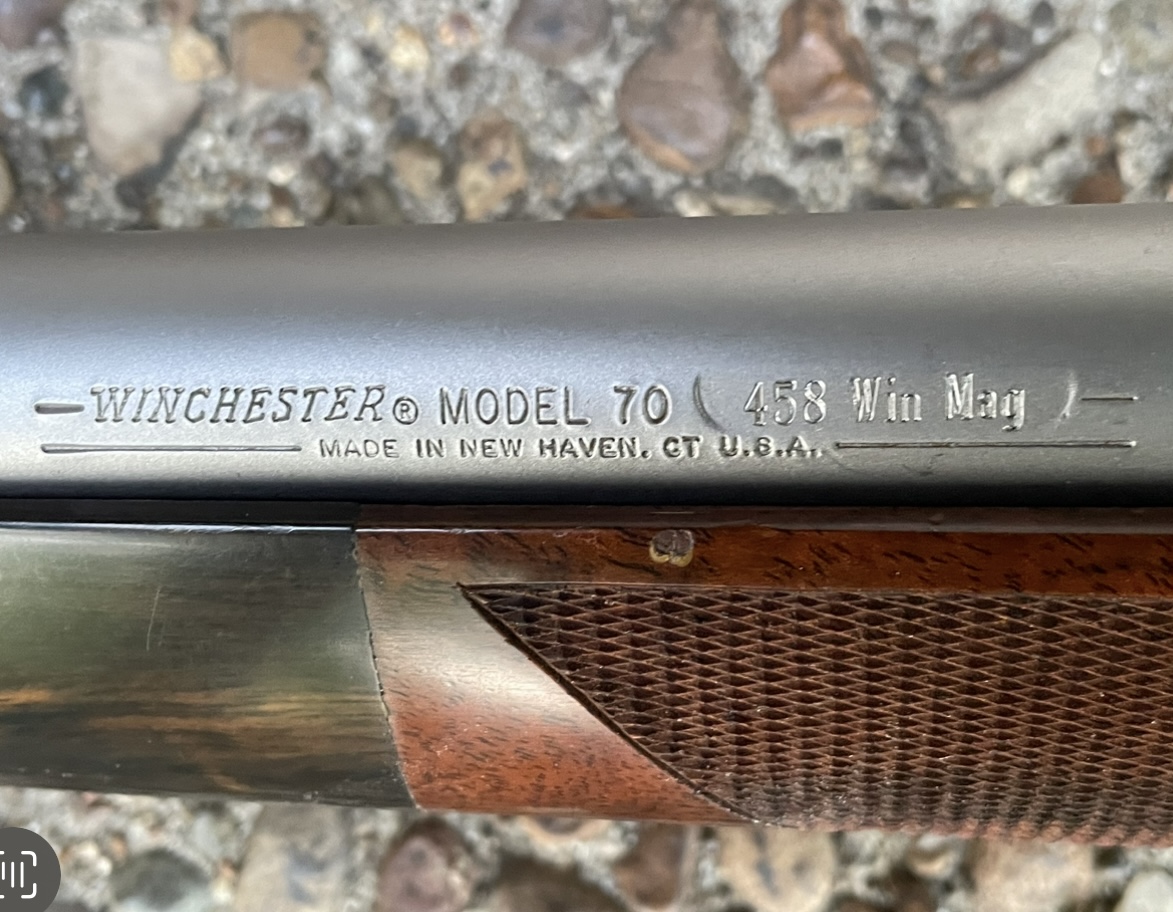 —WINCHESTER® MODEL 70 ( 458 Win Mag )—
MADE IN NEW HAVEN. CT U.S.A.